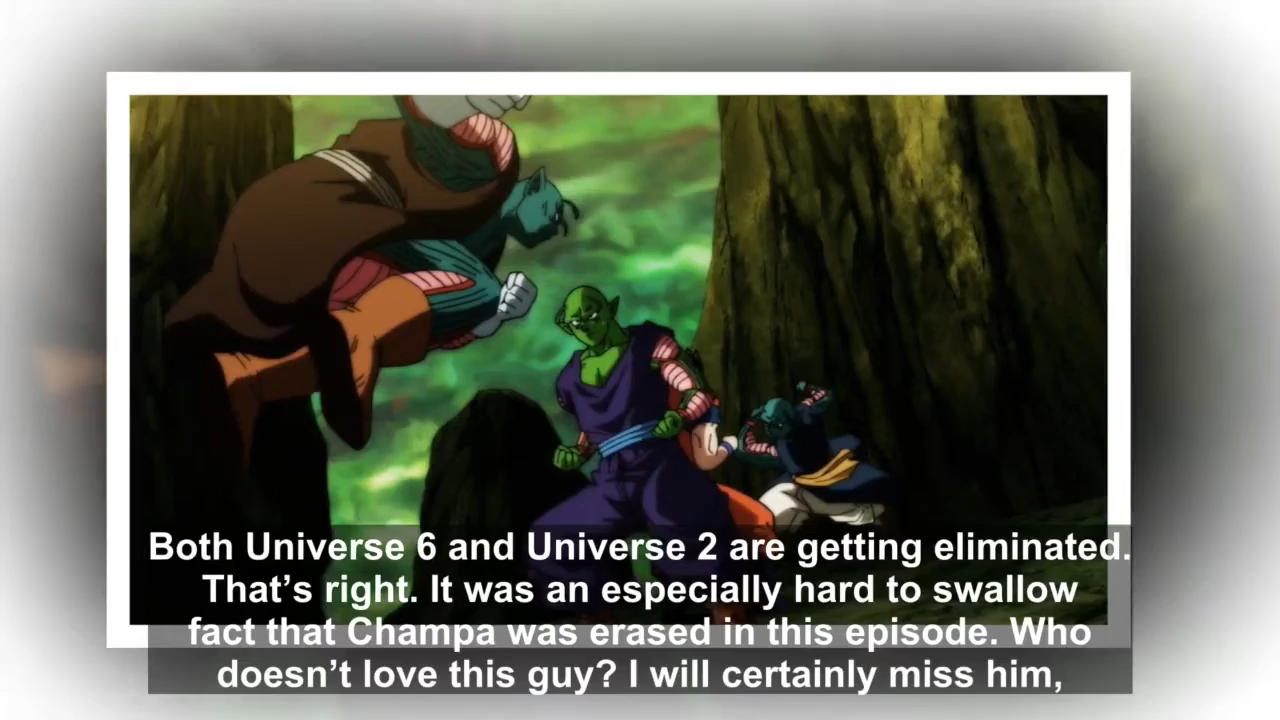 Both Universe 6 and Universe 2 are getting eliminated.
That’s right. It was an especially hard to swallow
fact that Champa was erased in this episode. Who
doesn’t love this guy? I will certainly miss him,